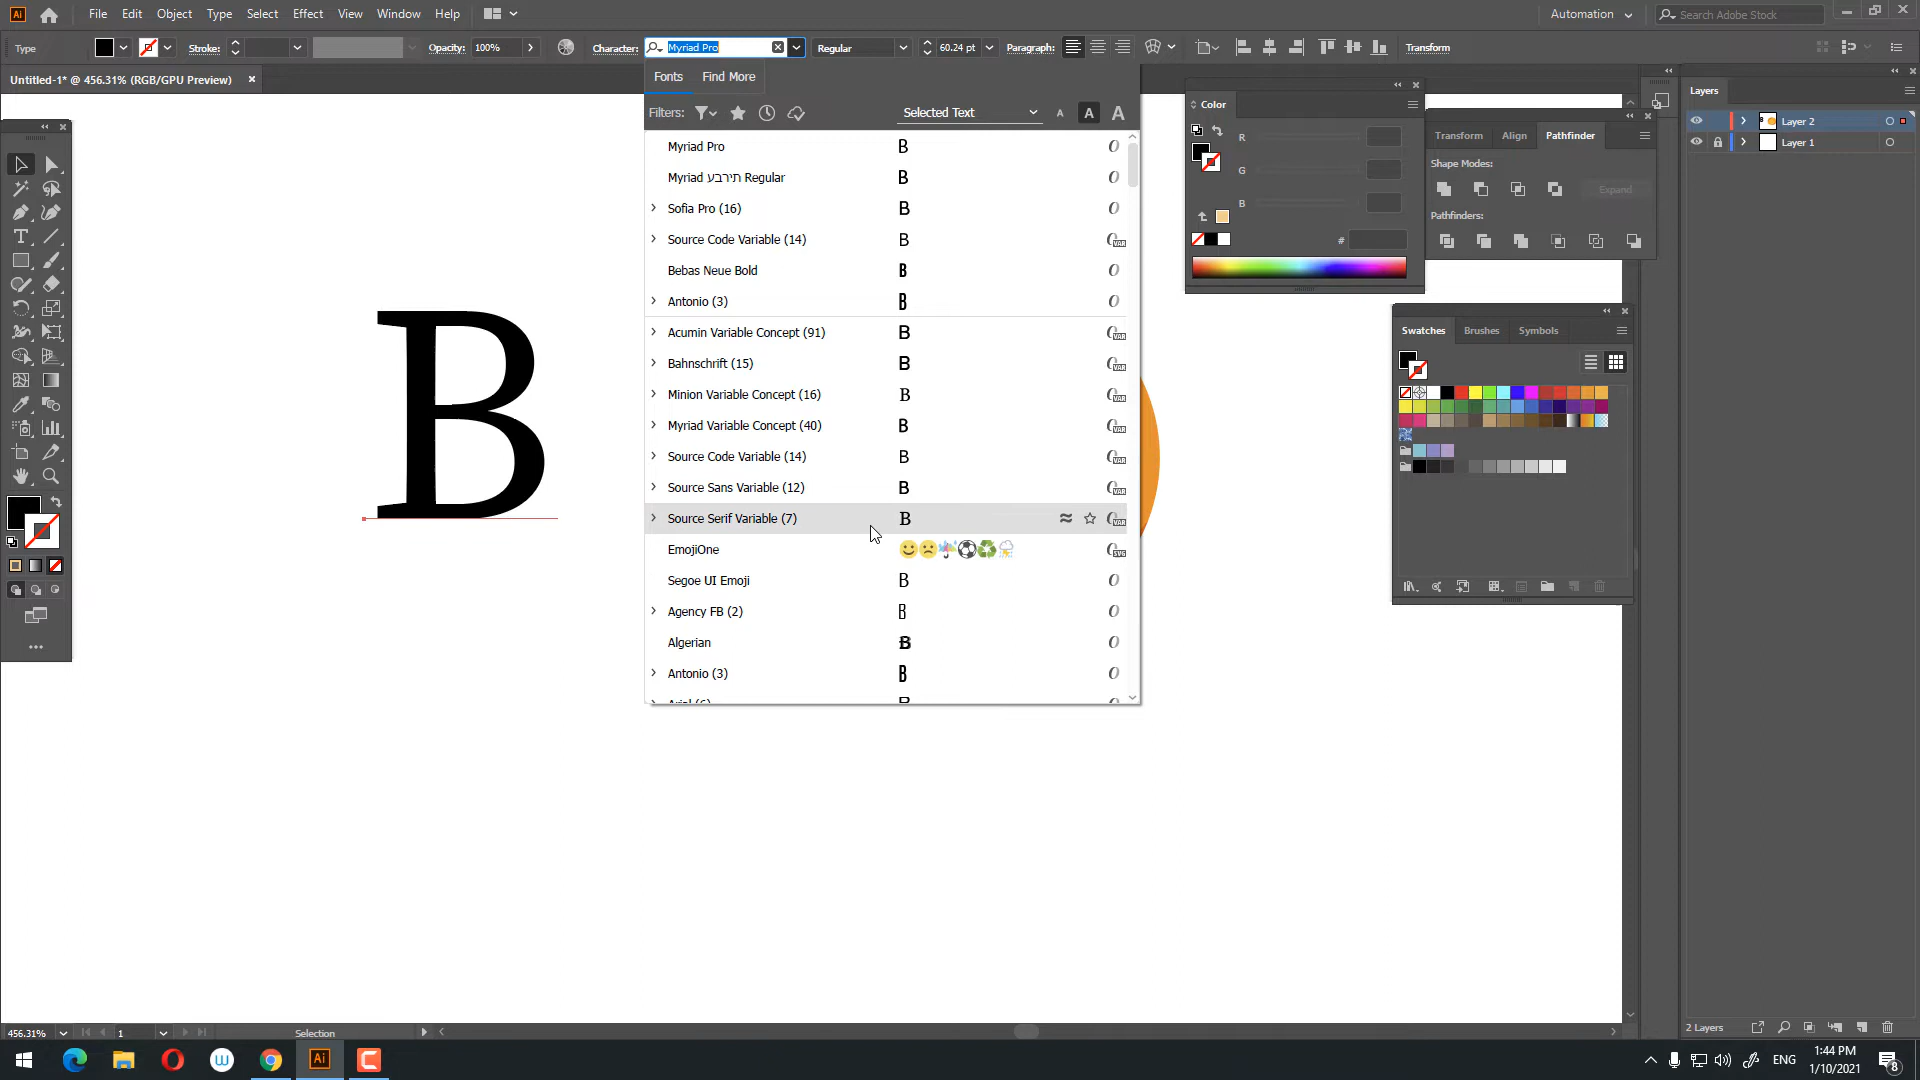 Ai File Edit Object Type Select Effect View Window Help Automation Search Adobe Stock
Type Stroke: Opacity: 100% Character: Myriad Pro Regular 60.24 pt Paragraph: Transform
Untitled-1* @ 456.31% (RGB/GPU Preview)
Fonts Find More
Filters: Selected Text A A A
Myriad Pro B
Myriad עברית Regular B
Sofia Pro (16) B
Source Code Variable (14) B
Bebas Neue Bold B
Antonio (3) B
Acumin Variable Concept (91) B
Bahnschrift (15) B
Minion Variable Concept (16) B
Myriad Variable Concept (40) B
Source Code Variable (14) B
Source Sans Variable (12) B
Source Serif Variable (7) B
EmojiOne
Segoe UI Emoji B
Agency FB (2) B
Algerian B
Antonio (3) B
B
Color
R
G
B
#
Transform Align Pathfinder
Shape Modes:
Expand
Pathfinders:
Swatches Brushes Symbols
Layers
Layer 2
Layer 1
2 Layers
456.31% 1 Selection
ENG
1:44 PM
1/10/2021
8